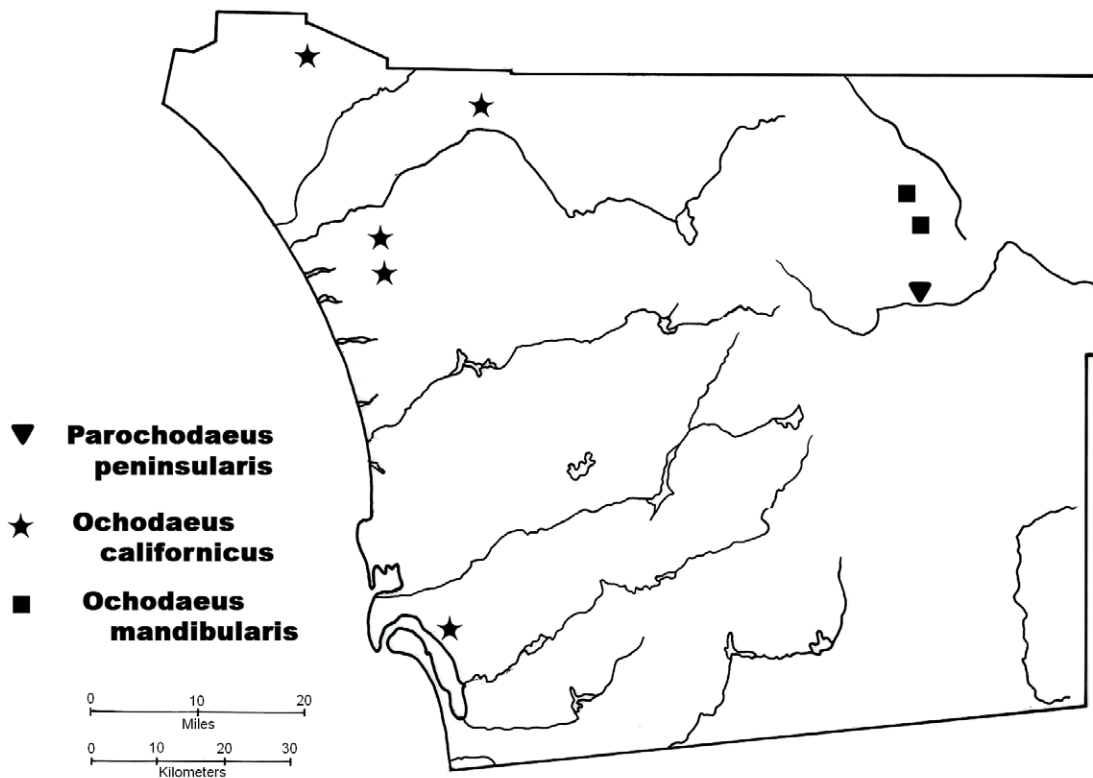 Parochodaeus
peninsularis
Ochodaeus
californicus
Ochodaeus
mandibularis
0 10 20
Miles
0 10 20 30
Kilometers